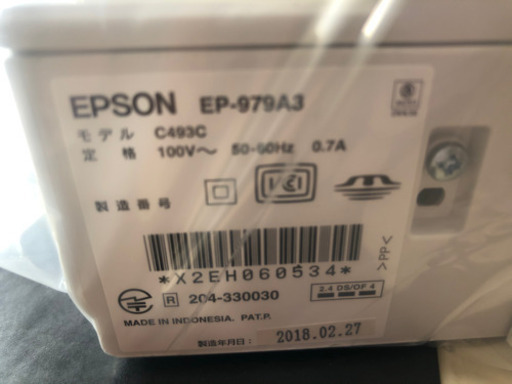 EPSON EP-979A3
モデル C493C
定格 100V～ 50-60Hz 0.7A
製造番号
VCI
*X2EH060534*
R 204-330030
2.4 DS/OF 4
>PP<
MADE IN INDONESIA. PAT.P.
製造年月日： 2018.02.27